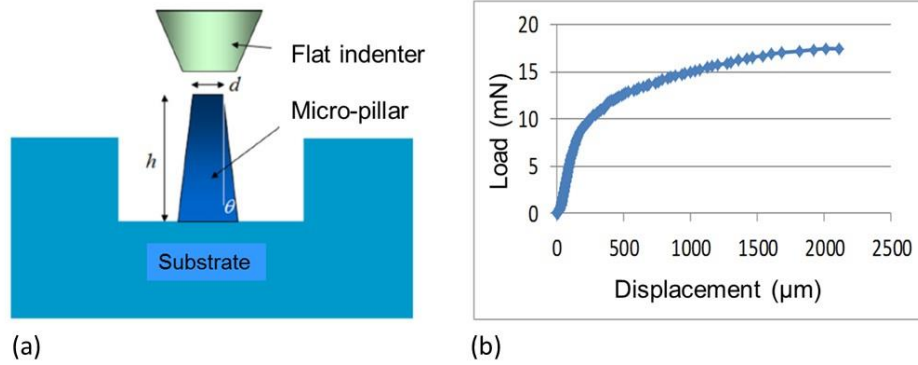 Flat indenter
d
Micro-pillar
h
θ
Substrate
(a)
20
15
10
5
0
Load (mN)
0 500 1000 1500 2000 2500
Displacement (μm)
(b)